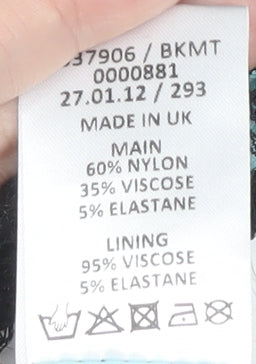 37906 / BKMT
0000881
27.01.12 / 293
MADE IN UK
MAIN
60% NYLON
35% VISCOSE
5% ELASTANE
LINING
95% VISCOSE
5% ELASTANE